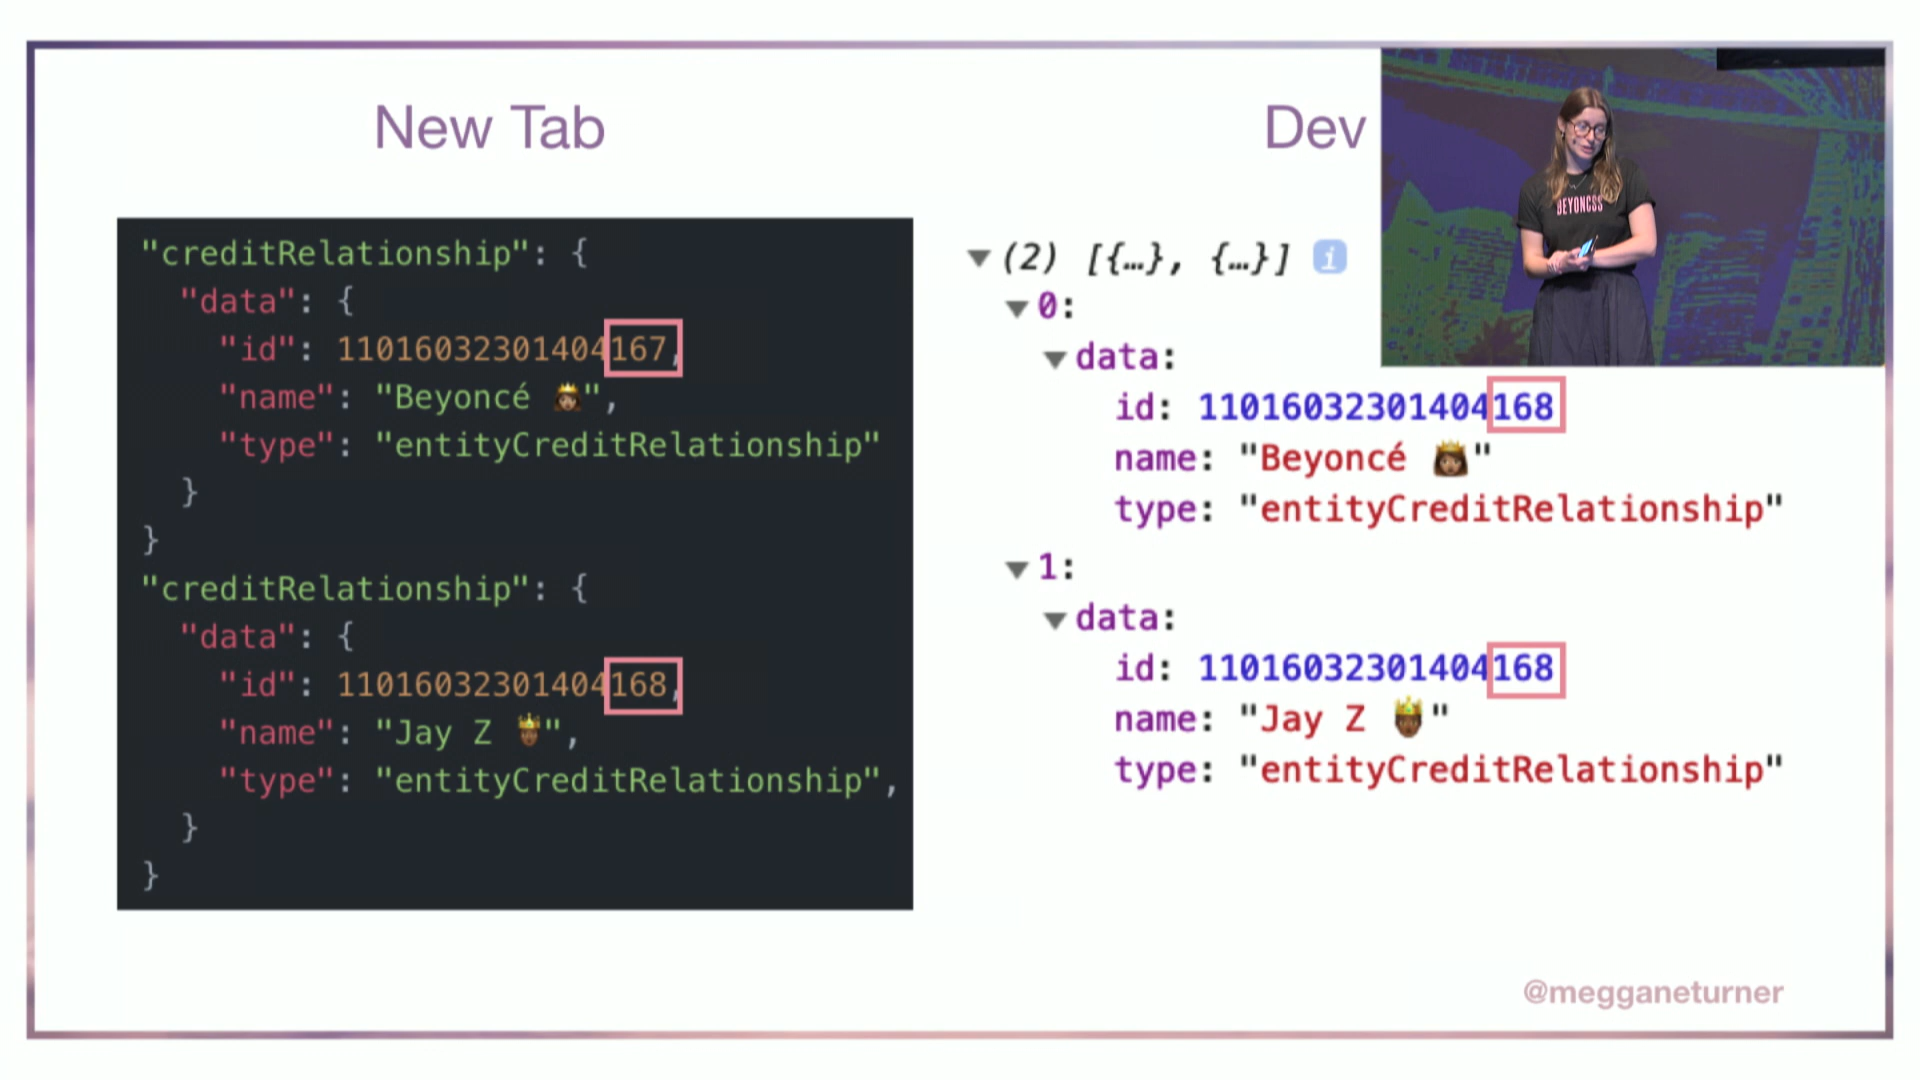 New Tab
Dev
"creditRelationship": {
"data": {
"id": 11016032301404167,
"name": "Beyoncé 👸🏾",
"type": "entityCreditRelationship"
}
}
"creditRelationship": {
"data": {
"id": 11016032301404168,
"name": "Jay Z 🤴🏾",
"type": "entityCreditRelationship",
}
}
(2) [{…}, {…}] i
0:
data:
id: 11016032301404168
name: "Beyoncé 👸🏾"
type: "entityCreditRelationship"
1:
data:
id: 11016032301404168
name: "Jay Z 🤴🏾"
type: "entityCreditRelationship"
BEYONCSS
@megganeturner